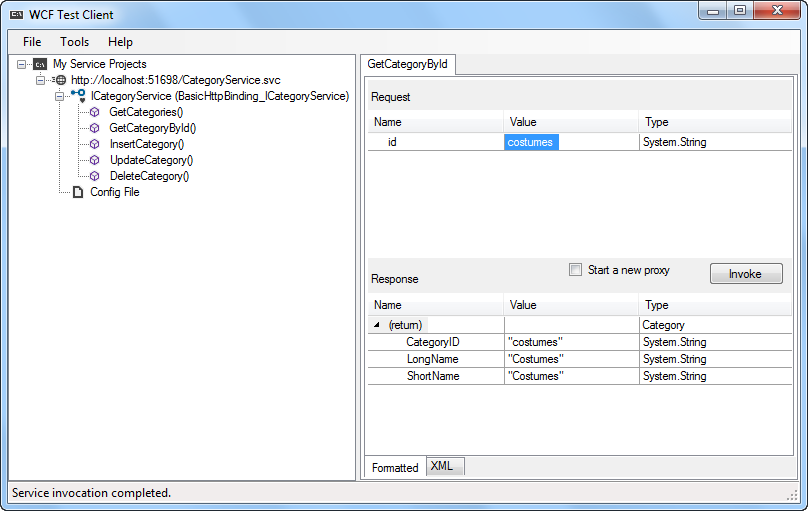 WCF Test Client
File Tools Help
My Service Projects
http://localhost:51698/CategoryService.svc
ICategoryService (BasicHttpBinding_ICategoryService)
GetCategories()
GetCategoryById()
InsertCategory()
UpdateCategory()
DeleteCategory()
Config File
GetCategoryById
Request
Name Value Type
id costumes System.String
Start a new proxy Invoke
Response
Name Value Type
(return) Category
CategoryID "costumes" System.String
LongName "Costumes" System.String
ShortName "Costumes" System.String
Formatted XML
Service invocation completed.